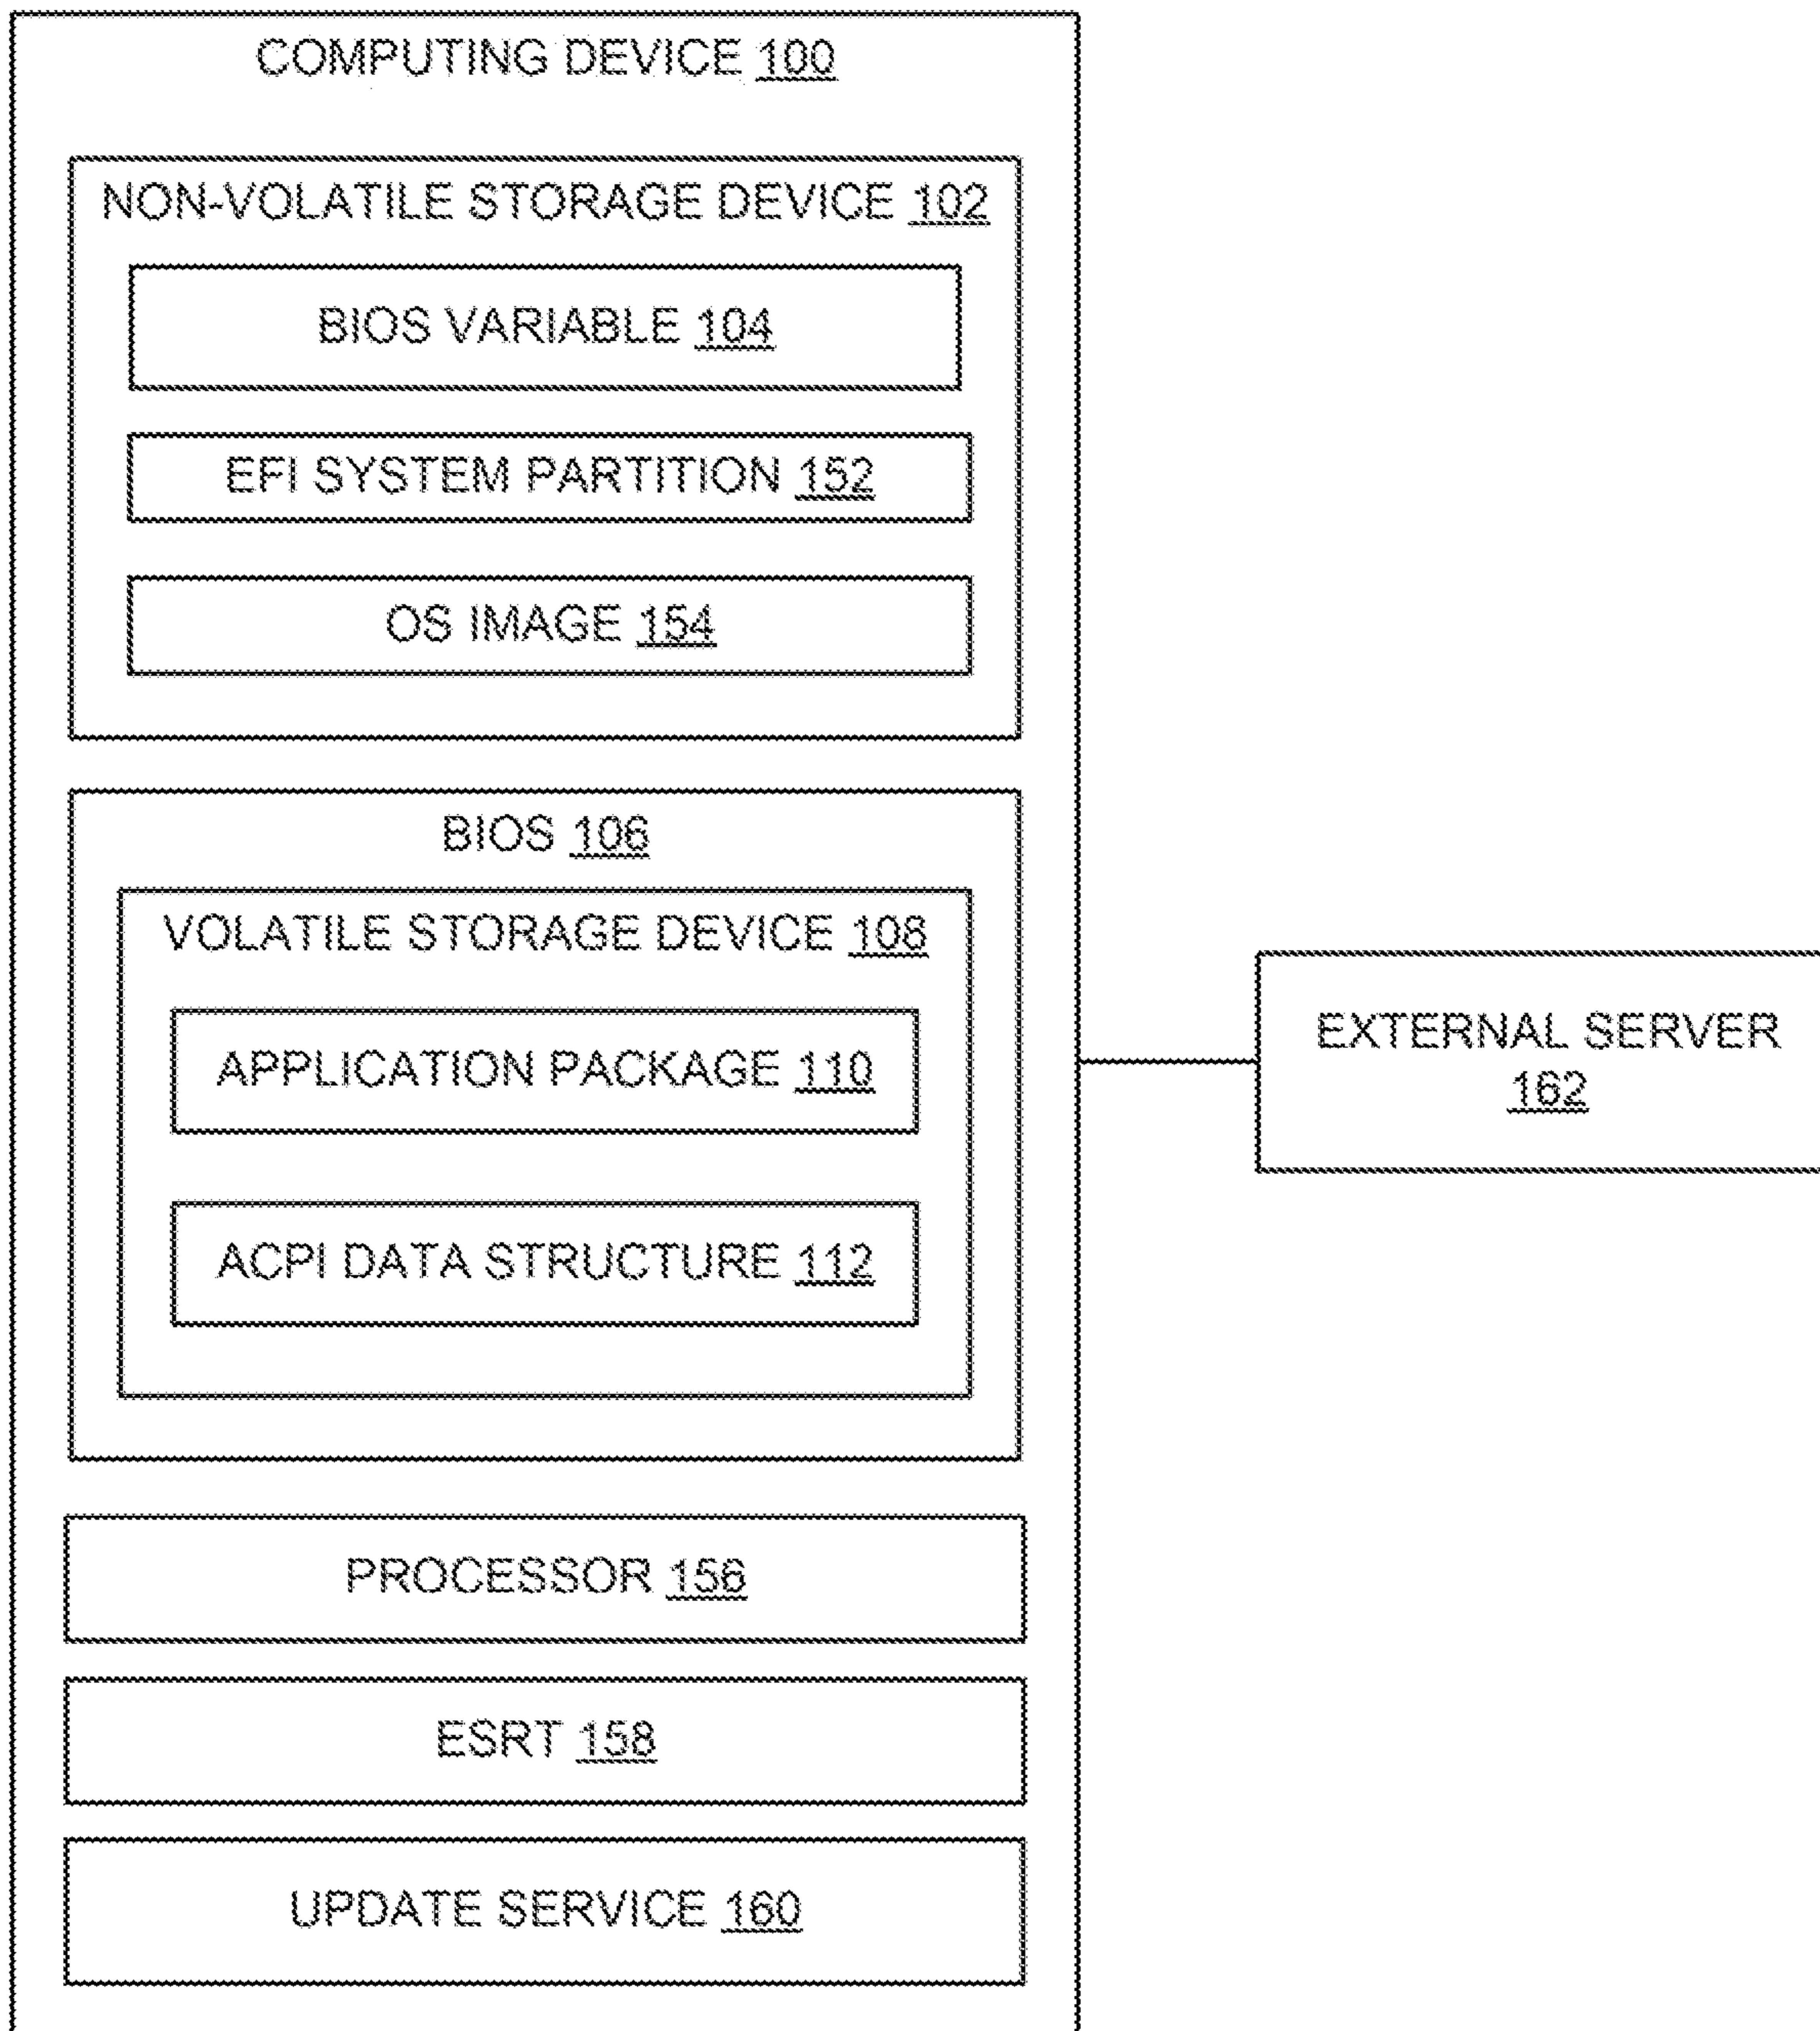 COMPUTING DEVICE 100
NON-VOLATILE STORAGE DEVICE 102
BIOS VARIABLE 104
EFI SYSTEM PARTITION 152
OS IMAGE 154
BIOS 106
VOLATILE STORAGE DEVICE 108
APPLICATION PACKAGE 110
ACPI DATA STRUCTURE 112
PROCESSOR 156
ESRT 158
UPDATE SERVICE 160
EXTERNAL SERVER
162